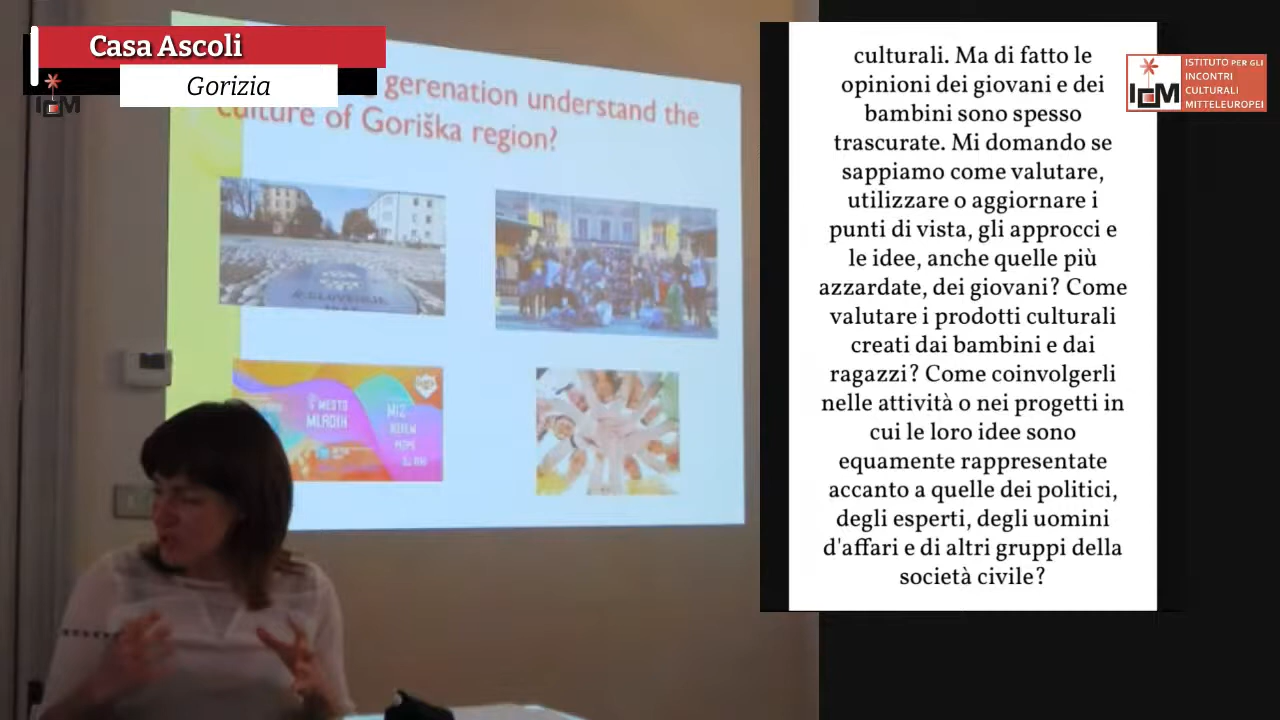 Casa Ascoli
Gorizia
gerenation understand the
culture of Goriška region?
MESTO
MLADIH
culturali. Ma di fatto le
opinioni dei giovani e dei
bambini sono spesso
trascurate. Mi domando se
sappiamo come valutare,
utilizzare o aggiornare i
punti di vista, gli approcci e
le idee, anche quelle più
azzardate, dei giovani? Come
valutare i prodotti culturali
creati dai bambini e dai
ragazzi? Come coinvolgerli
nelle attività o nei progetti in
cui le loro idee sono
equamente rappresentate
accanto a quelle dei politici,
degli esperti, degli uomini
d'affari e di altri gruppi della
società civile?
ICM
ISTITUTO PER GLI
INCONTRI
CULTURALI
MITTELEUROPEI
ICM